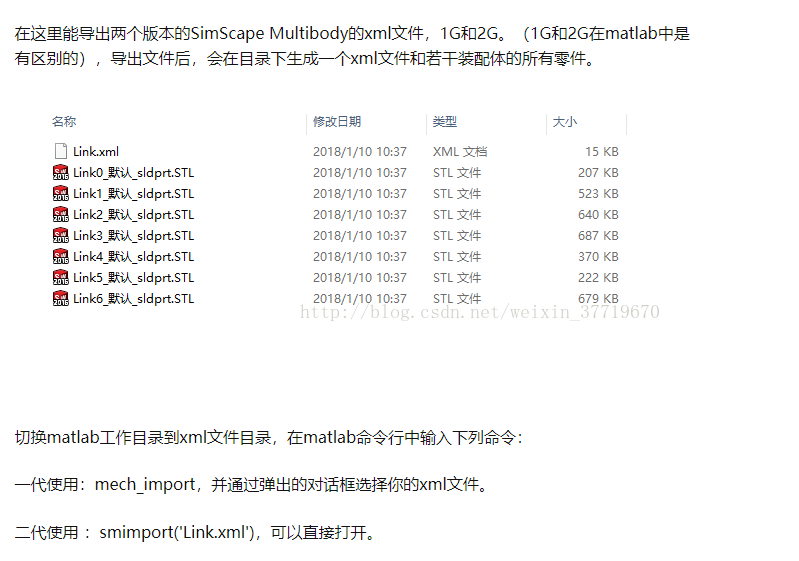 在这里能导出两个版本的SimScape Multibody的xml文件，1G和2G。（1G和2G在matlab中是
有区别的），导出文件后，会在目录下生成一个xml文件和若干装配体的所有零件。
名称 修改日期 类型 大小
Link.xml 2018/1/10 10:37 XML 文档 15 KB
Link0_默认_sldprt.STL 2018/1/10 10:37 STL 文件 207 KB
Link1_默认_sldprt.STL 2018/1/10 10:37 STL 文件 523 KB
Link2_默认_sldprt.STL 2018/1/10 10:37 STL 文件 640 KB
Link3_默认_sldprt.STL 2018/1/10 10:37 STL 文件 687 KB
Link4_默认_sldprt.STL 2018/1/10 10:37 STL 文件 370 KB
Link5_默认_sldprt.STL 2018/1/10 10:37 STL 文件 222 KB
Link6_默认_sldprt.STL 2018/1/10 10:37 STL 文件 679 KB
http://blog.csdn.net/weixin_37719670
切换matlab工作目录到xml文件目录，在matlab命令行中输入下列命令：
一代使用：mech_import，并通过弹出的对话框选择你的xml文件。
二代使用 ：smimport('Link.xml')，可以直接打开。